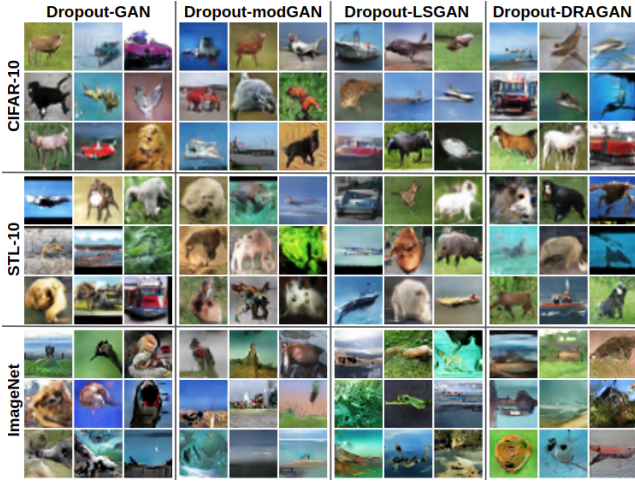 Dropout-GAN Dropout-modGAN Dropout-LSGAN Dropout-DRAGAN
CIFAR-10
STL-10
ImageNet